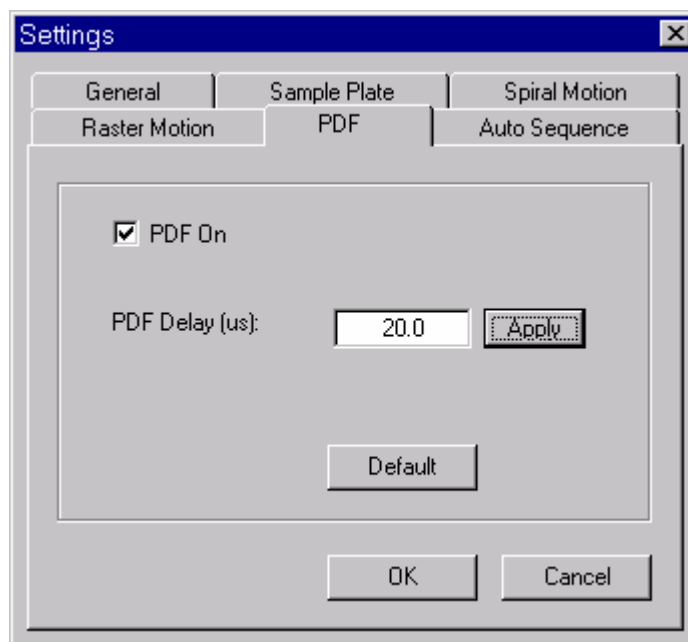 Settings
General Sample Plate Spiral Motion
Raster Motion PDF Auto Sequence
PDF On
PDF Delay (us): 20.0 Apply
Default
OK Cancel